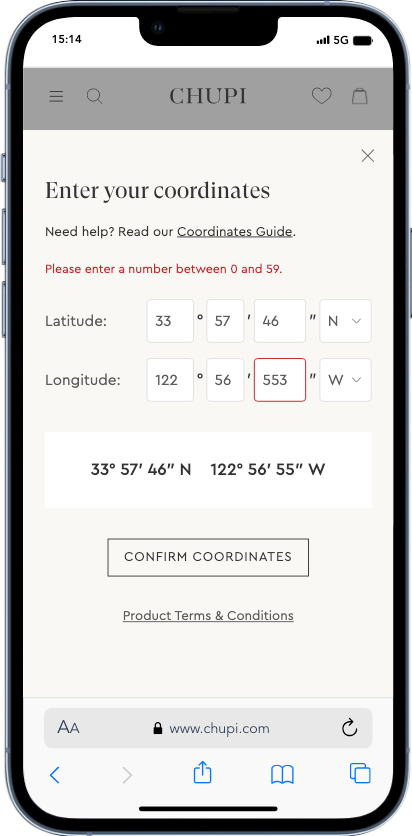 15:14 5G
CHUPI
Enter your coordinates
Need help? Read our Coordinates Guide.
Please enter a number between 0 and 59.
Latitude: 33 ° 57 ′ 46 ″ N
Longitude: 122 ° 56 ′ 553 ″ W
33° 57′ 46″ N 122° 56′ 55″ W
CONFIRM COORDINATES
Product Terms & Conditions
AA www.chupi.com